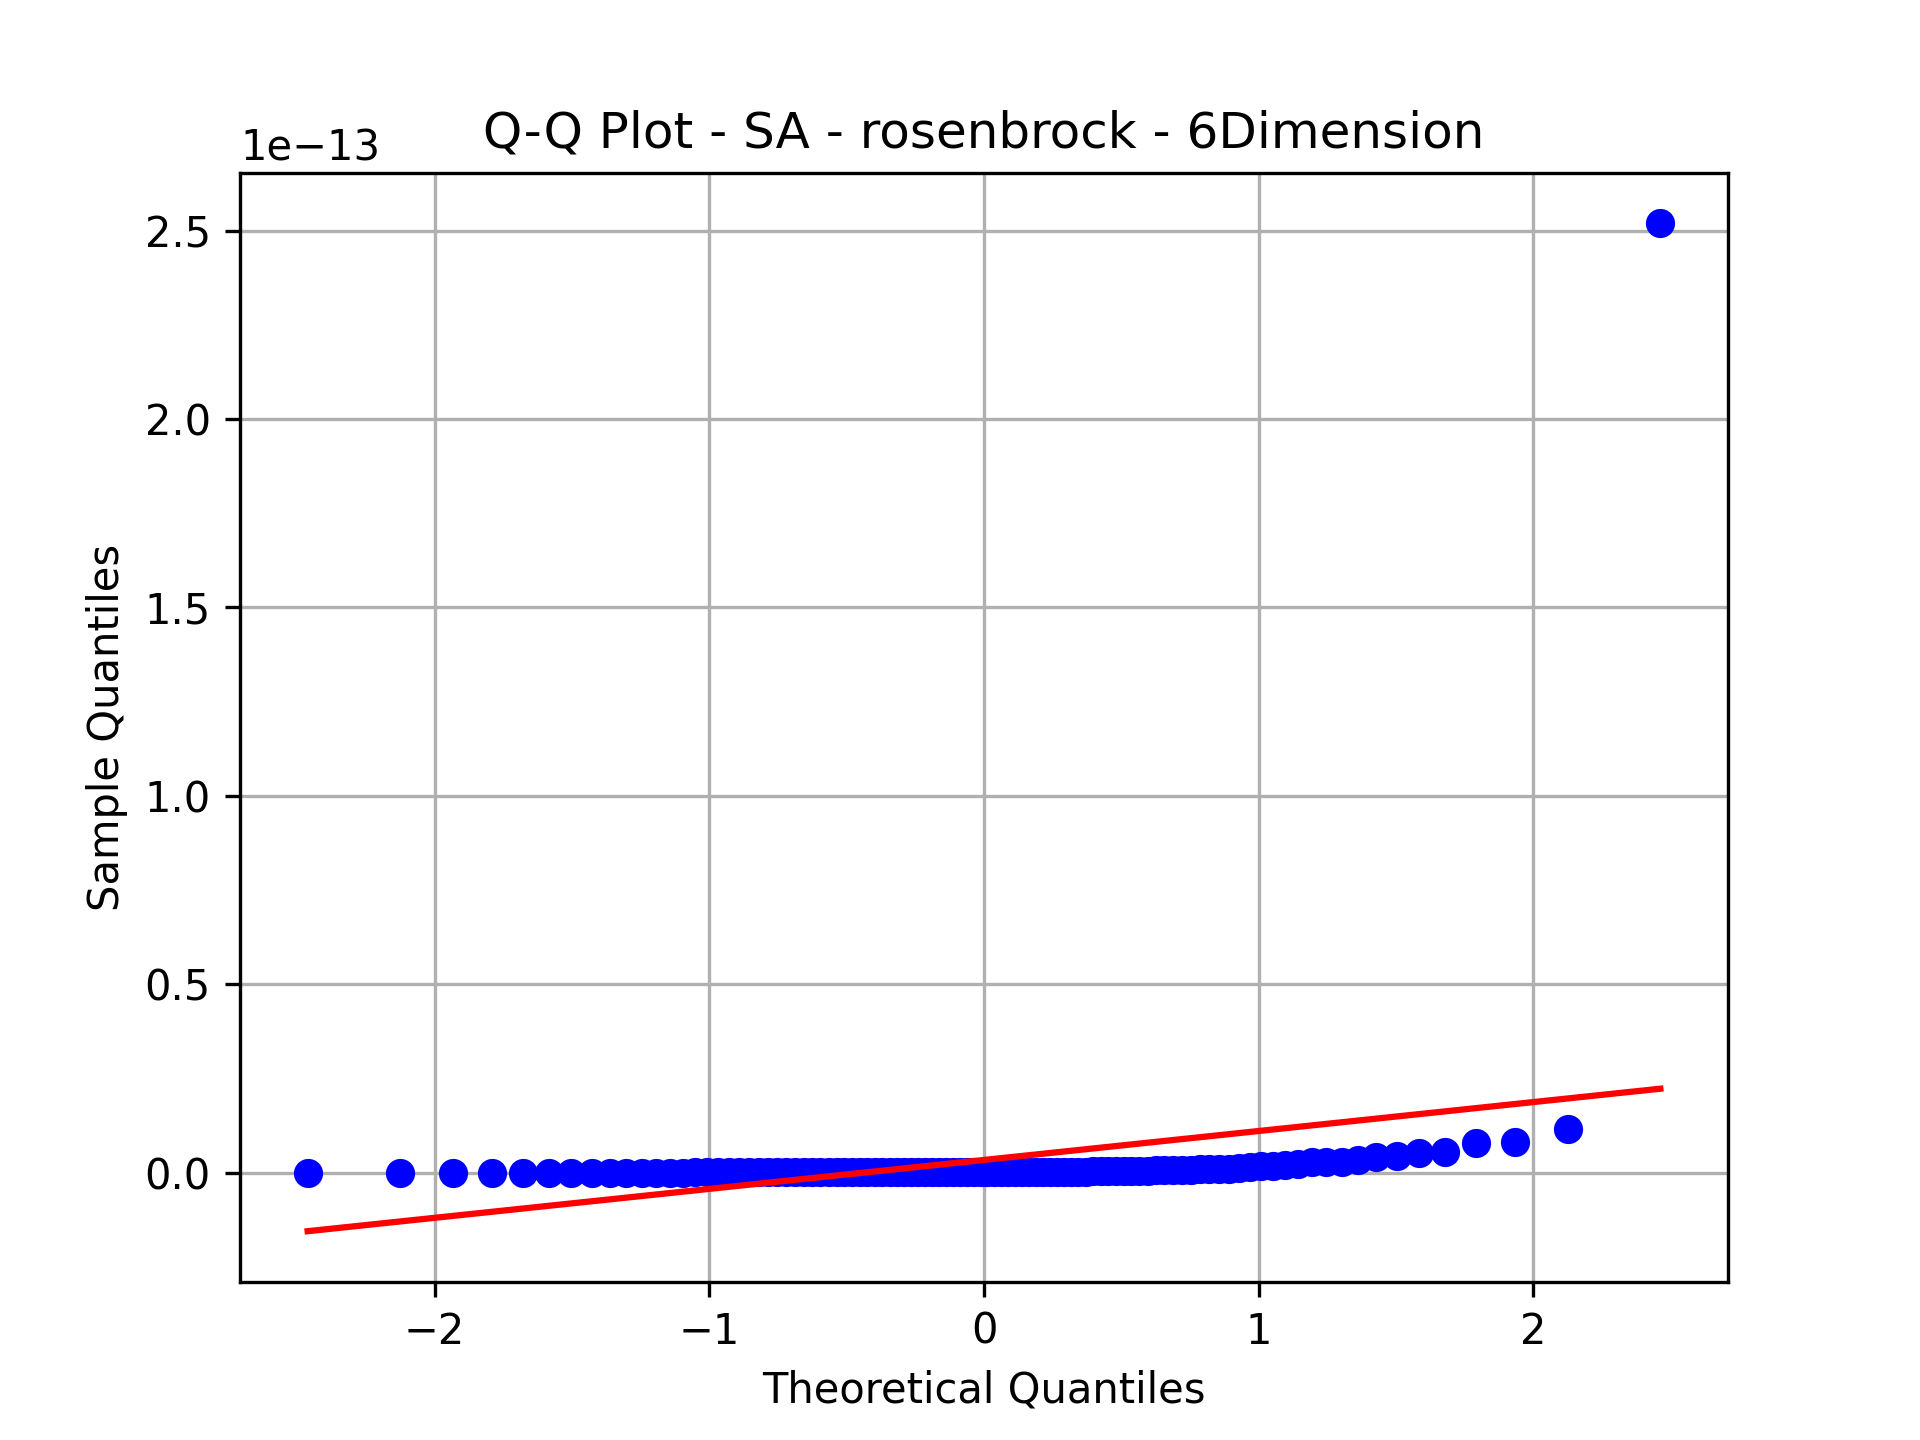 Q-Q Plot - SA - rosenbrock - 6Dimension
1e−13
2.5
2.0
1.5
1.0
0.5
0.0
Sample Quantiles
−2
−1
0
1
2
Theoretical Quantiles